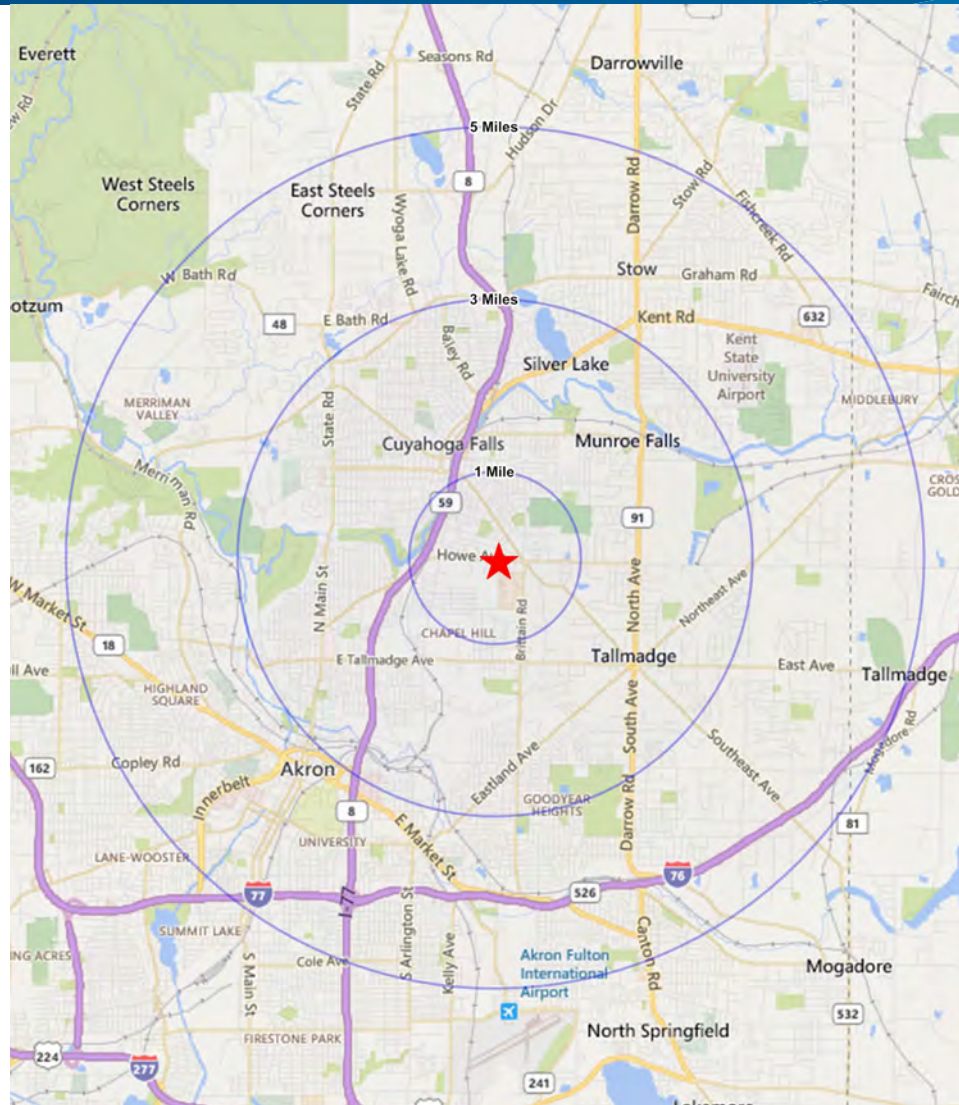 Everett
Seasons Rd
Darrowville
State Rd
Hudson Dr
5 Miles
8
West Steels
Corners
East Steels
Corners
Wyoga Lake Rd
Darrow Rd
Stow Rd
Fishcreek Rd
W Bath Rd
Stow
Graham Rd
3 Miles
48
E Bath Rd
Bailey Rd
Kent Rd
632
Kent
State
University
Airport
Silver Lake
MERRIMAN
VALLEY
State Rd
MIDDLEBURY
Cuyahoga Falls
Munroe Falls
Merriman Rd
1 Mile
59
91
Howe
W Market St
N Main St
North Ave
Northeast Ave
CHAPEL HILL
Brittain Rd
18
E Tallmadge Ave
Tallmadge
East Ave
Tallmadge
HIGHLAND
SQUARE
South Ave
Southeast Ave
Mogadore Rd
162
Copley Rd
Akron
Eastland Ave
Innerbelt
8
GOODYEAR
HEIGHTS
Darrow Rd
81
UNIVERSITY
E Market St
LANE-WOOSTER
77
I-77
526
76
SUMMIT LAKE
S Main St
S Arlington St
Kelly Ave
Cole Ave
Akron Fulton
International
Airport
Canton Rd
Mogadore
532
FIRESTONE PARK
North Springfield
224
277
241